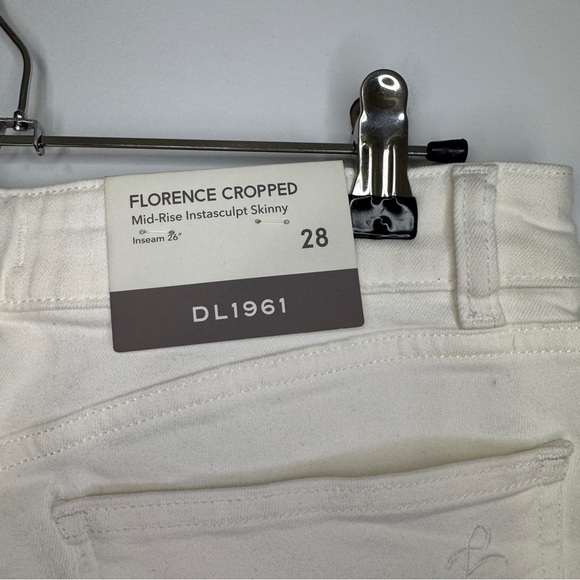 FLORENCE CROPPED
Mid-Rise Instasculpt Skinny
Inseam 26"
28
DL1961